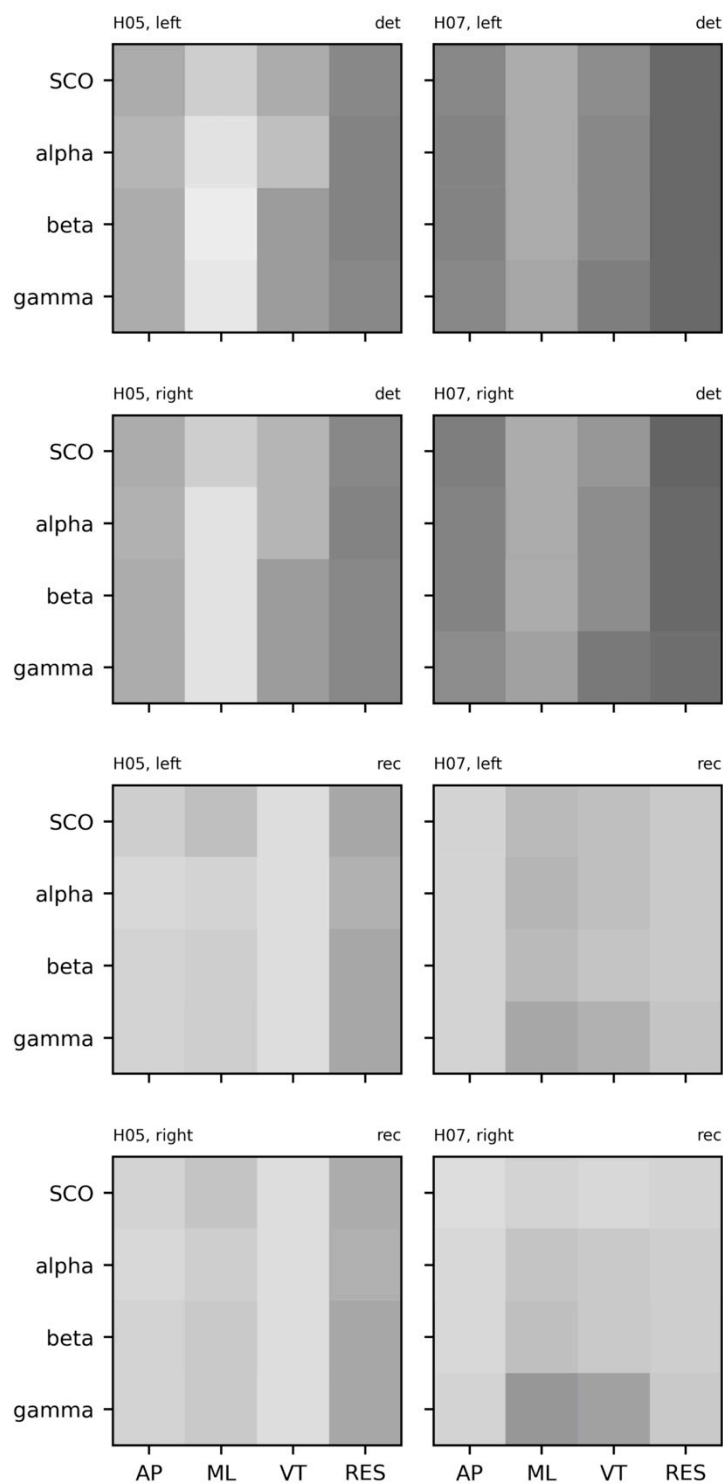 H05, left det H07, left det
SCO
alpha
beta
gamma
H05, right det H07, right det
SCO
alpha
beta
gamma
H05, left rec H07, left rec
SCO
alpha
beta
gamma
H05, right rec H07, right rec
SCO
alpha
beta
gamma
AP ML VT RES AP ML VT RES